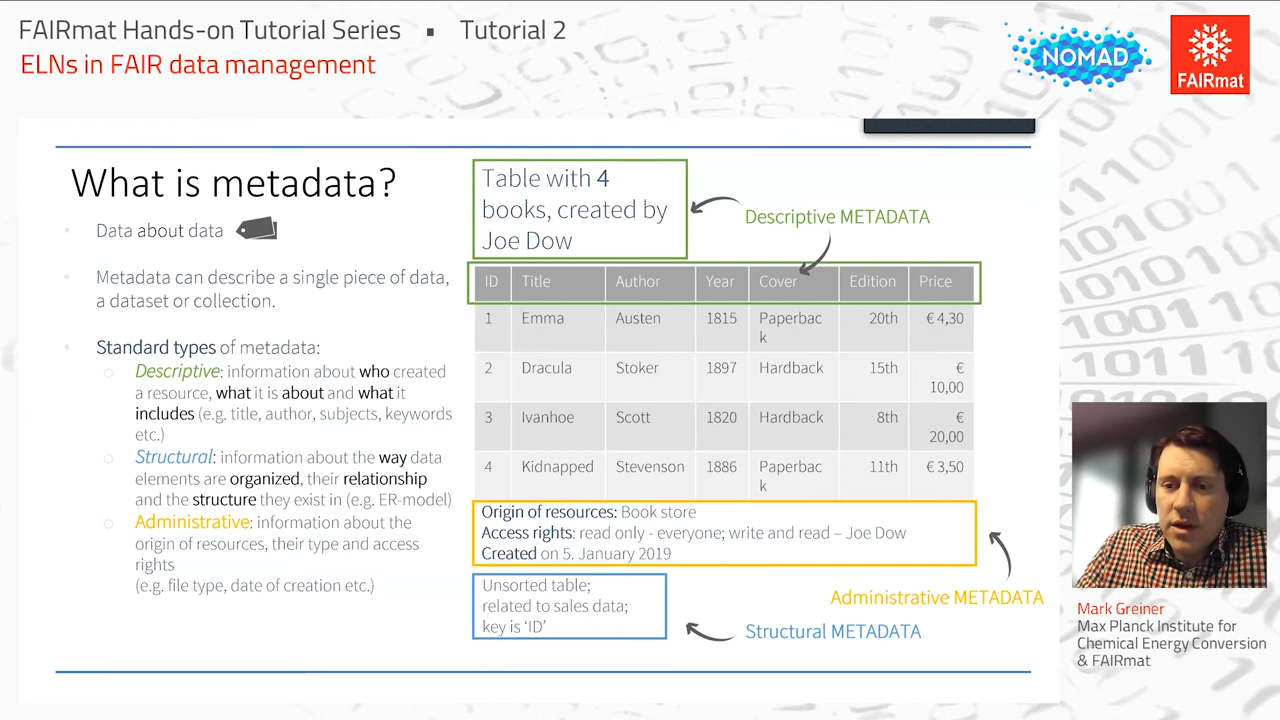 FAIRmat Hands-on Tutorial Series ▪ Tutorial 2
ELNs in FAIR data management
NOMAD
FAIRmat
What is metadata?
Data about data
Metadata can describe a single piece of data,
a dataset or collection.
Standard types of metadata:
Descriptive: information about who created
a resource, what it is about and what it
includes (e.g. title, author, subjects, keywords
etc.)
Structural: information about the way data
elements are organized, their relationship
and the structure they exist in (e.g. ER-model)
Administrative: information about the
origin of resources, their type and access
rights
(e.g. file type, date of creation etc.)
Table with 4
books, created by
Joe Dow
Descriptive METADATA
ID Title Author Year Cover Edition Price
1 Emma Austen 1815 Paperbac 20th € 4,30
k
2 Dracula Stoker 1897 Hardback 15th €
10,00
3 Ivanhoe Scott 1820 Hardback 8th €
20,00
4 Kidnapped Stevenson 1886 Paperbac 11th € 3,50
k
Origin of resources: Book store
Access rights: read only - everyone; write and read – Joe Dow
Created on 5. January 2019
Administrative METADATA
Unsorted table;
related to sales data;
key is ‘ID’
Structural METADATA
Mark Greiner
Max Planck Institute for
Chemical Energy Conversion
& FAIRmat